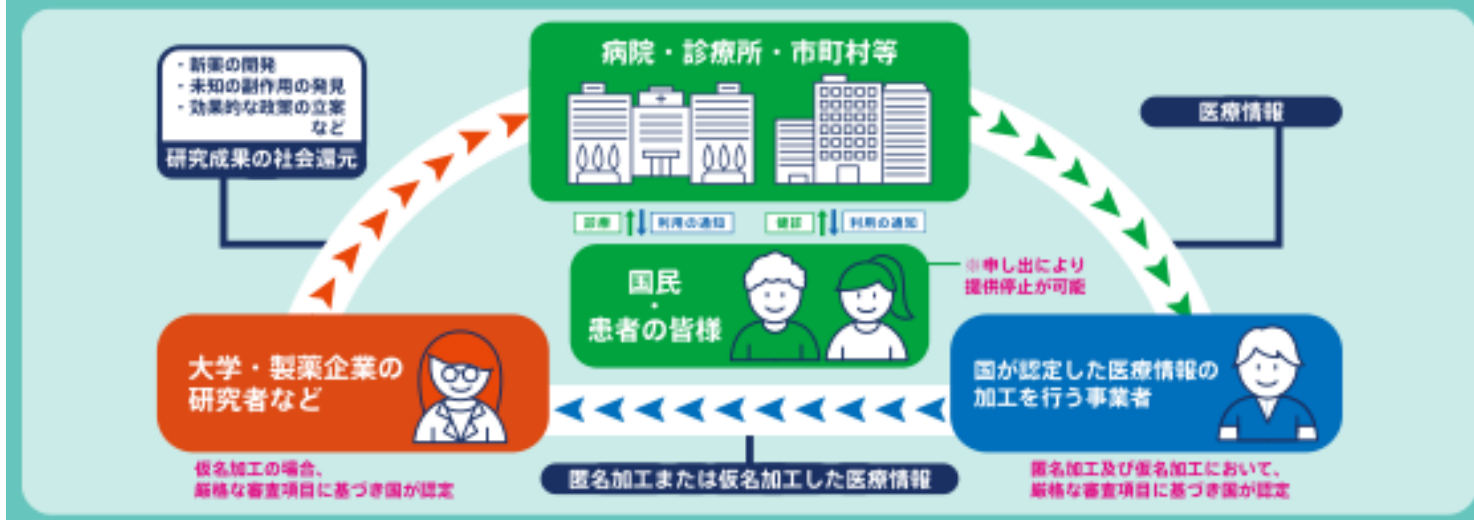 病院・診療所・市町村等
・新薬の開発
・未知の副作用の発見
・効果的な政策の立案
など
研究成果の社会還元
医療情報
診療
利用の通知
健診
利用の通知
国民
・
患者の皆様
※申し出により
提供停止が可能
大学・製薬企業の
研究者など
国が認定した医療情報の
加工を行う事業者
仮名加工の場合、
厳格な審査項目に基づき国が認定
匿名加工または仮名加工した医療情報
匿名加工及び仮名加工において、
厳格な審査項目に基づき国が認定